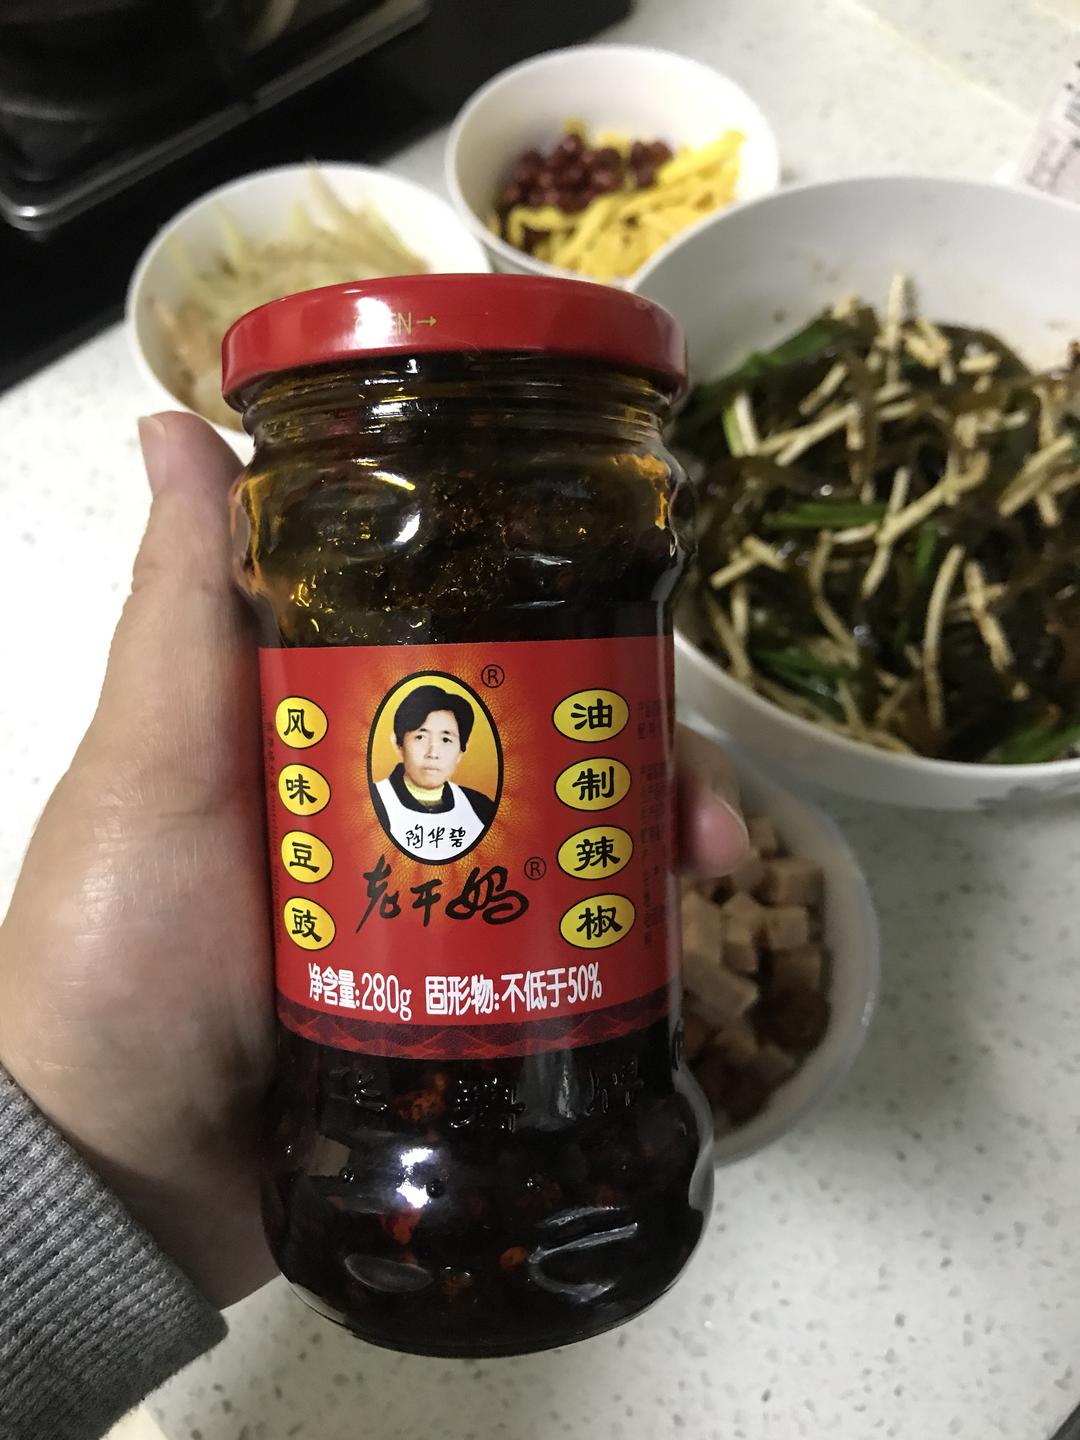 OPEN→
风味豆豉
油制辣椒
陶华碧
老干妈
净含量:280g 固形物:不低于50%